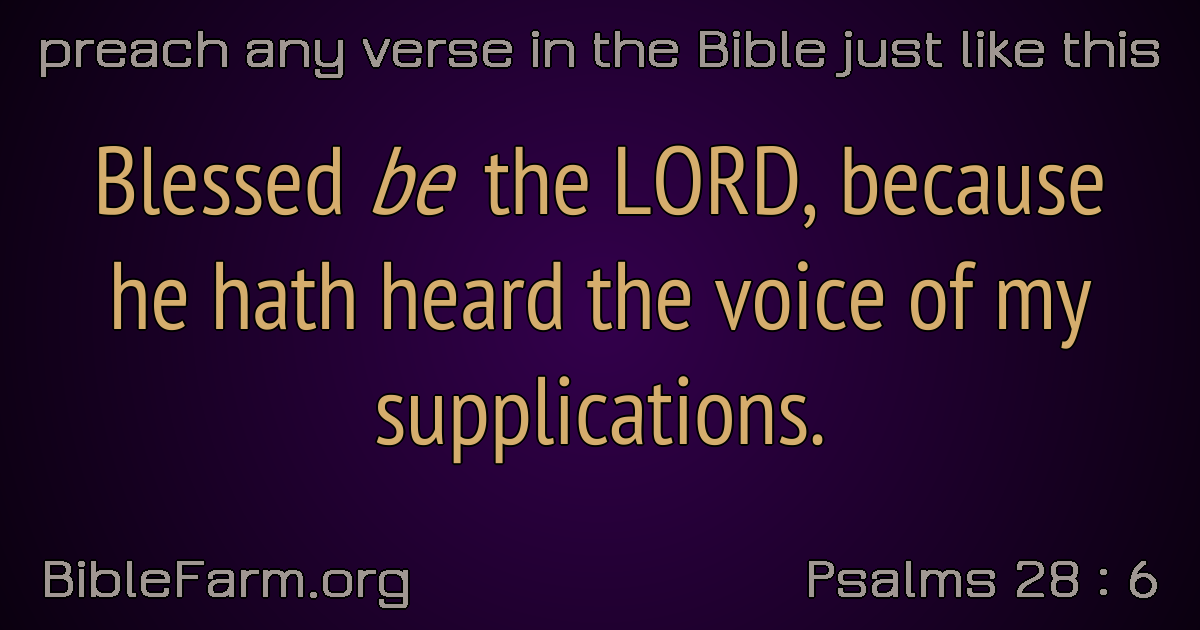 preach any verse in the Bible just like this
Blessed be the LORD, because
he hath heard the voice of my
supplications.
BibleFarm.org
Psalms 28 : 6